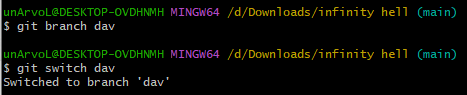 unArvoL@DESKTOP-OVDHNMH MINGW64 /d/Downloads/infinity hell (main)
$ git branch dav
unArvoL@DESKTOP-OVDHNMH MINGW64 /d/Downloads/infinity hell (main)
$ git switch dav
Switched to branch 'dav'